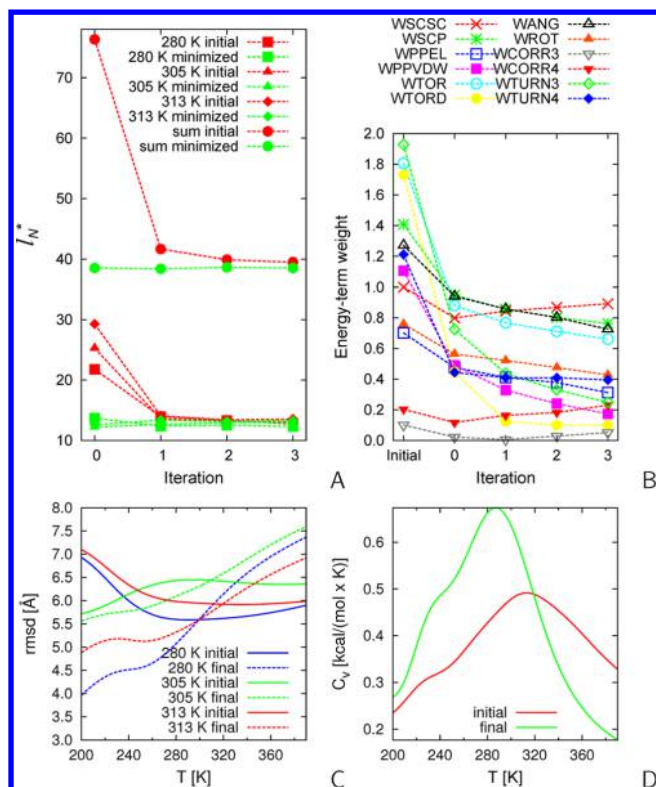 280 K initial
280 K minimized
305 K initial
305 K minimized
313 K initial
313 K minimized
sum initial
sum minimized
70
60
50
40
30
20
10
l_N*
0 1 2 3
Iteration
A
WSCSC WANG
WSCP WROT
WPPEL WCORR3
WPPVDW WCORR4
WTOR WTURN3
WTORD WTURN4
2.0
1.8
1.6
1.4
1.2
1.0
0.8
0.6
0.4
0.2
0.0
Energy-term weight
Initial 0 1 2 3
Iteration
B
8.0
7.5
7.0
6.5
6.0
5.5
5.0
4.5
4.0
3.5
3.0
rmsd [Å]
280 K initial
280 K final
305 K initial
305 K final
313 K initial
313 K final
200 240 280 320 360
T [K]
C
0.6
0.5
0.4
0.3
0.2
Cv [kcal/(mol x K)]
initial
final
200 240 280 320 360
T [K]
D